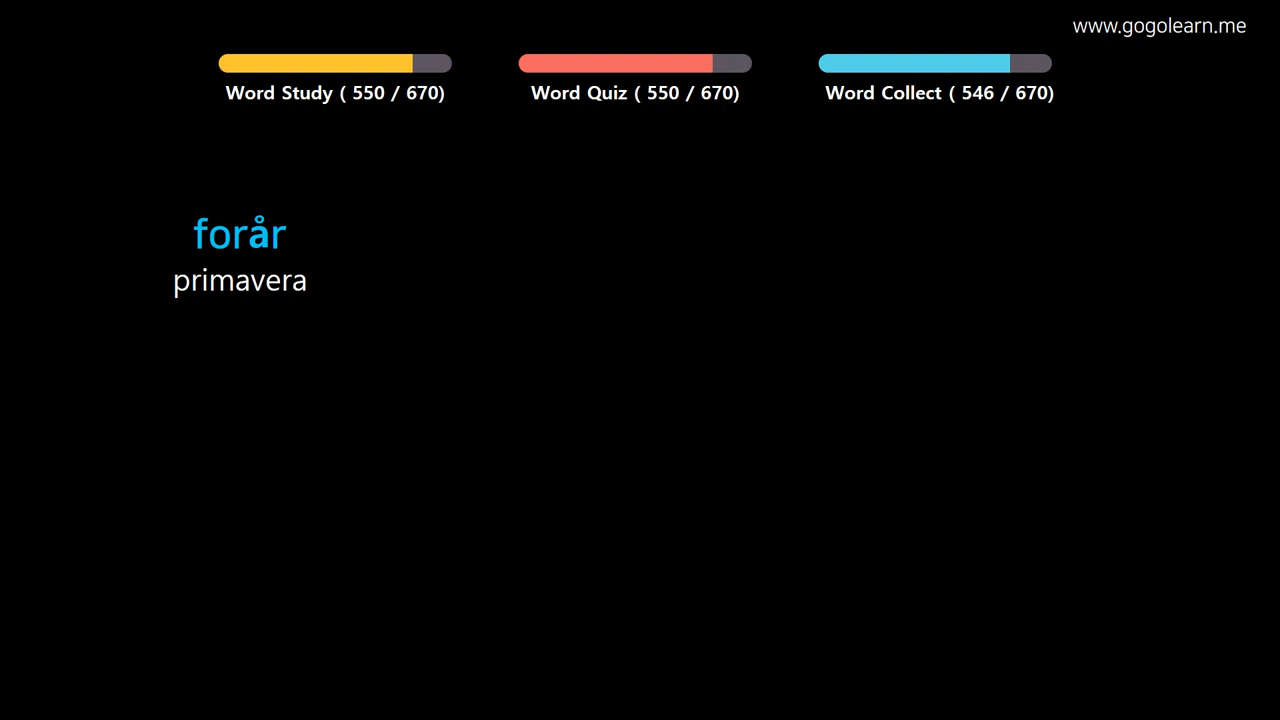 www.gogolearn.me
Word Study ( 550 / 670)
Word Quiz ( 550 / 670)
Word Collect ( 546 / 670)
forår
primavera